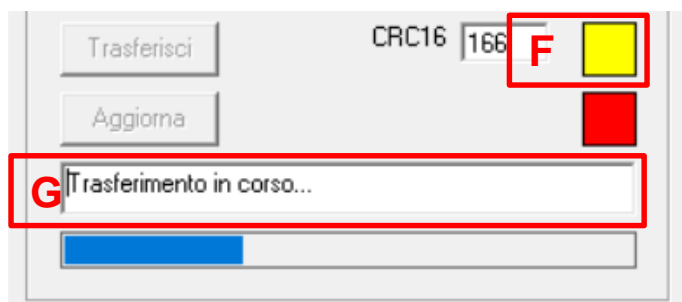 Trasferisci
CRC16 166 F
Aggiorna
G Trasferimento in corso...